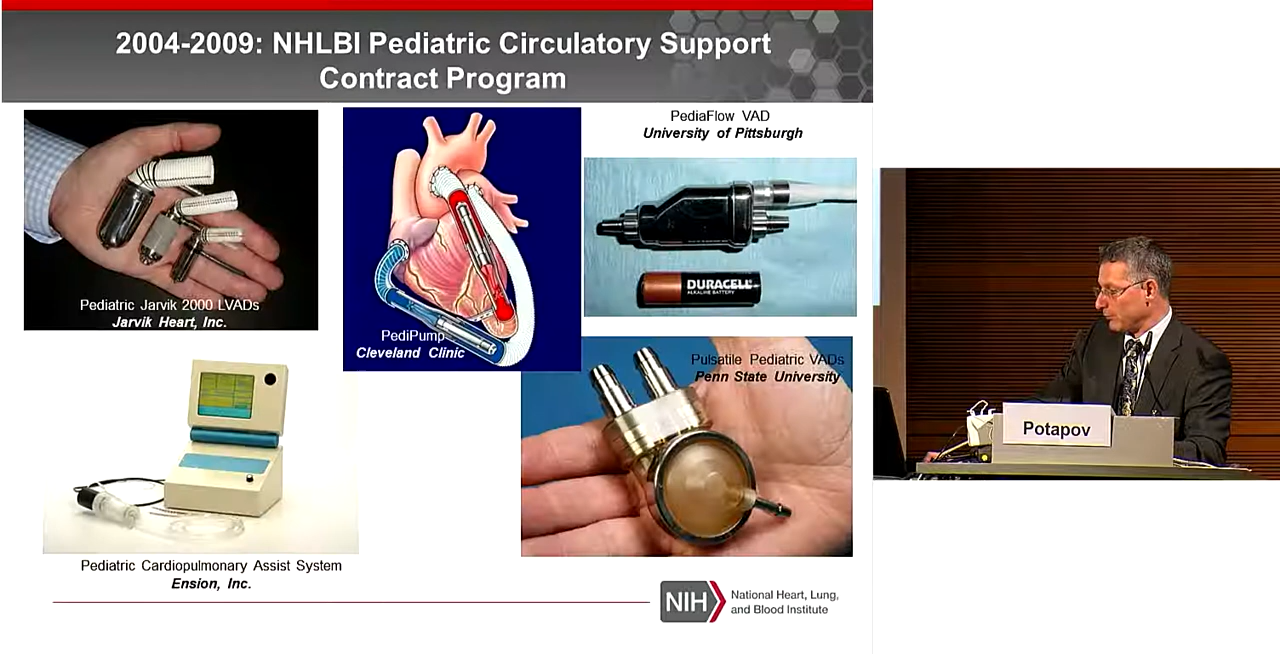 2004-2009: NHLBI Pediatric Circulatory Support
Contract Program
PediaFlow VAD
University of Pittsburgh
DURACELL
ALKALINE BATTERY
Pediatric Jarvik 2000 LVADs
Jarvik Heart, Inc.
PediPump
Cleveland Clinic
Pulsatile Pediatric VADs
Penn State University
Potapov
Pediatric Cardiopulmonary Assist System
Ension, Inc.
NIH
National Heart, Lung,
and Blood Institute